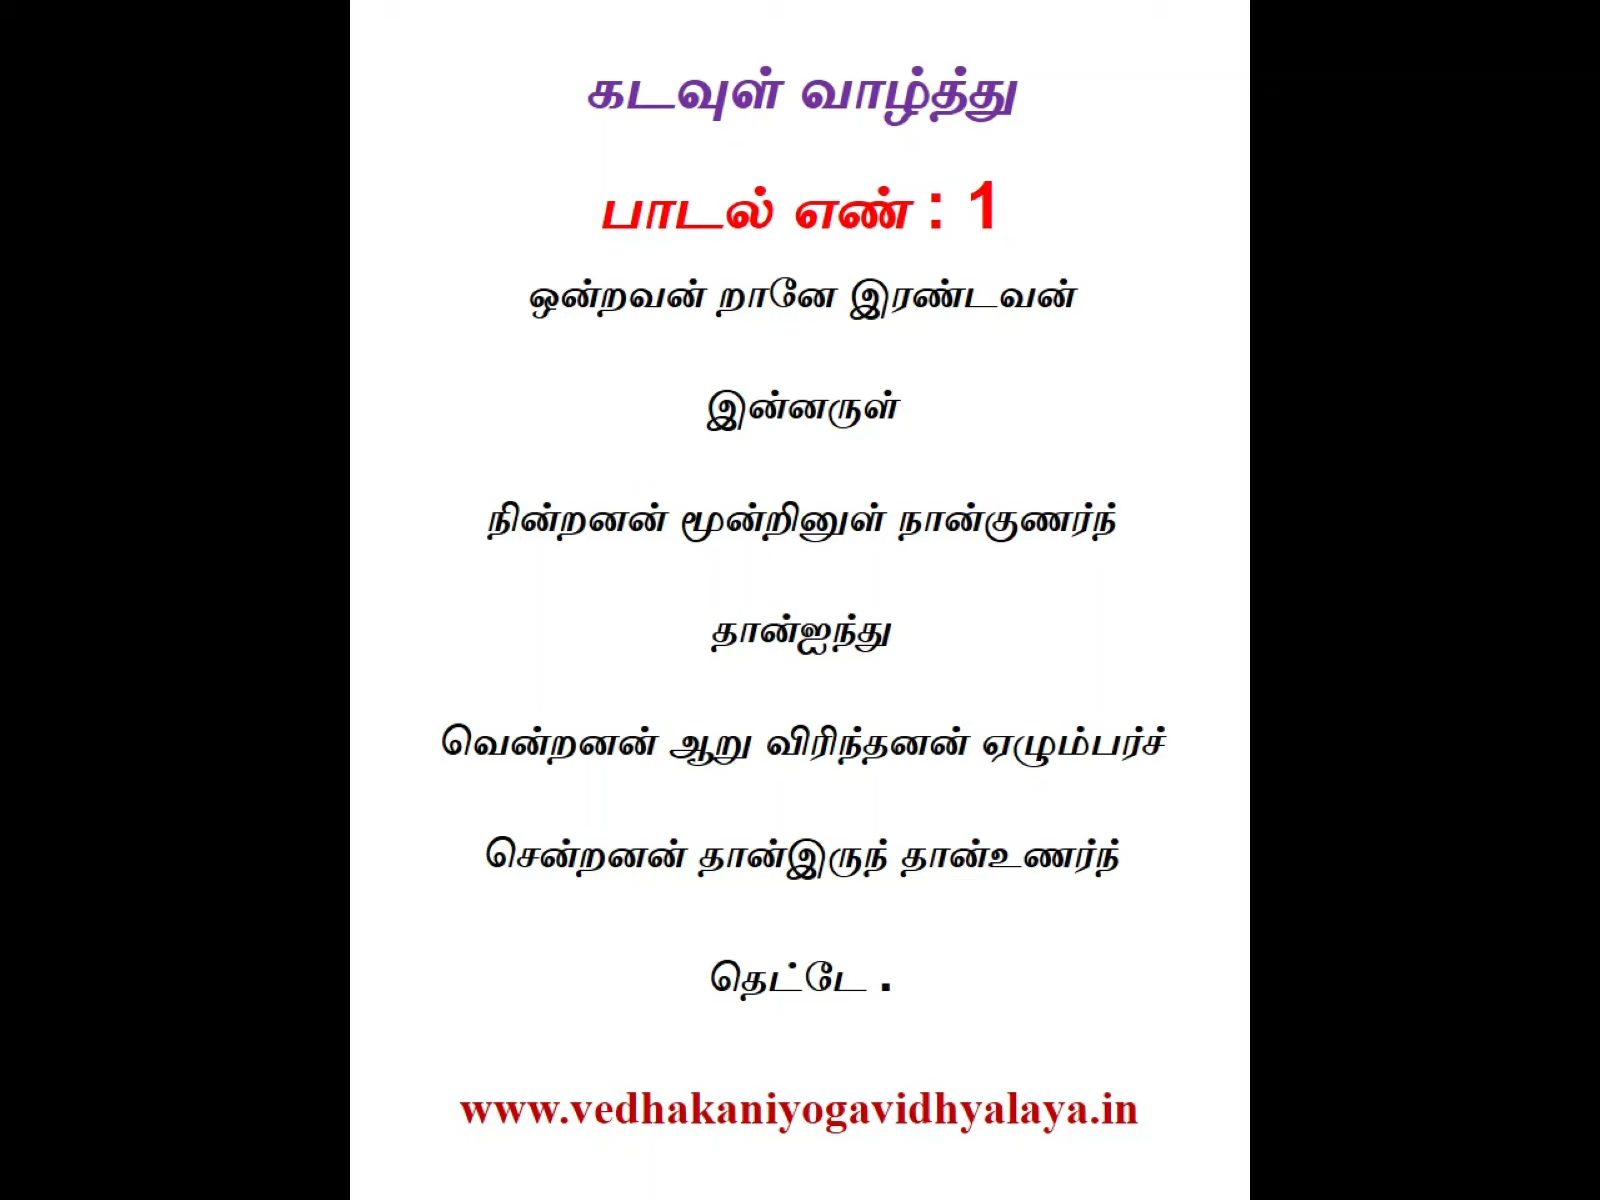 கடவுள் வாழ்த்து
பாடல் எண் : 1
ஒன்றவன் றானே இரண்டவன்
இன்னருள்
நின்றனன் மூன்றினுள் நான்குணர்ந்
தான்ஐந்து
வென்றனன் ஆறு விரிந்தனன் ஏழும்பர்ச்
சென்றனன் தான்இருந் தான்உணர்ந்
தெட்டே .
www.vedhakaniyogavidhyalaya.in